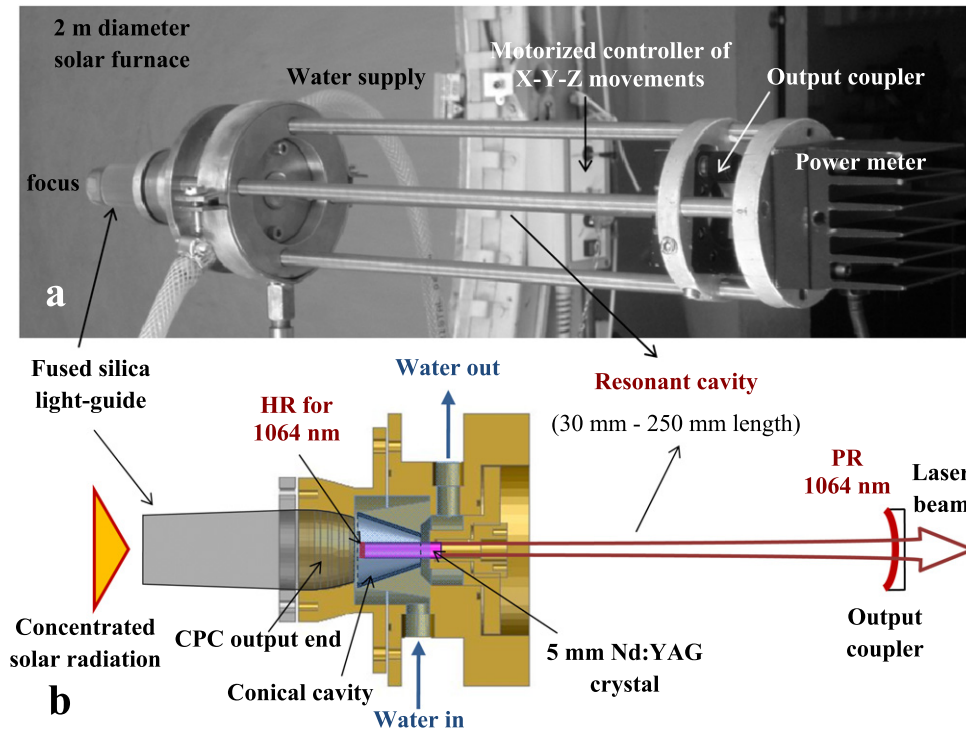 2 m diameter
solar furnace
Water supply
Motorized controller of
X-Y-Z movements
Output coupler
Power meter
focus
a
Fused silica
light-guide
HR for
1064 nm
Water out
Resonant cavity
(30 mm - 250 mm length)
PR
1064 nm
Laser
beam
Concentrated
solar radiation
CPC output end
Conical cavity
Water in
5 mm Nd:YAG
crystal
Output
coupler
b